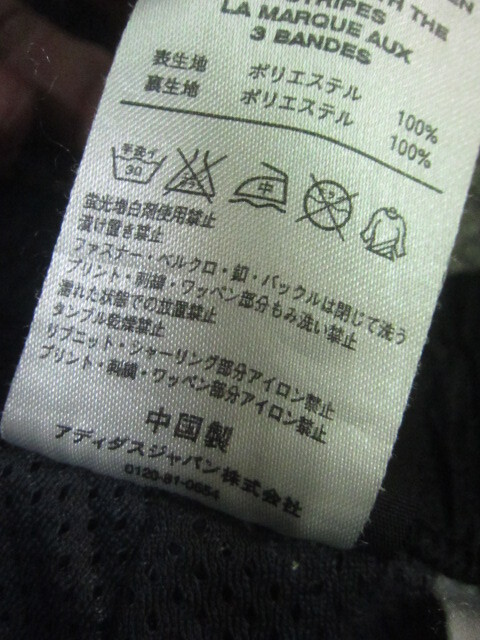 THE
STRIPES
LA MARQUE AUX
3 BANDES
表生地 ポリエステル 100%
裏生地 ポリエステル 100%
手洗イ
30
中
蛍光増白剤使用禁止
漬け置き禁止
ファスナー・ベルクロ・釦・バックルは閉じて洗う
プリント・刺繍・ワッペン部分もみ洗い禁止
濡れた状態での放置禁止
タンブル乾燥禁止
リブニット・シャーリング部分アイロン禁止
プリント・刺繍・ワッペン部分アイロン禁止
中国製
アディダスジャパン株式会社
0120-81-0654